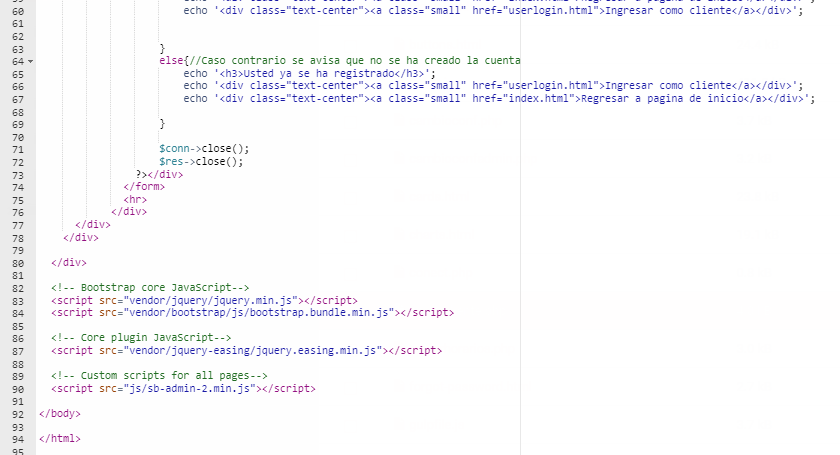 60 echo '<div class="text-center"><a class="small" href="userlogin.html">Ingresar como cliente</a></div>';
61
62
63 }
64 else{//Caso contrario se avisa que no se ha creado la cuenta
65 echo '<h3>Usted ya se ha registrado</h3>';
66 echo '<div class="text-center"><a class="small" href="userlogin.html">Ingresar como cliente</a></div>';
67 echo '<div class="text-center"><a class="small" href="index.html">Regresar a pagina de inicio</a></div>';
68
69 }
70
71 $conn->close();
72 $res->close();
73 ?></div>
74 </form>
75 <hr>
76 </div>
77 </div>
78 </div>
79
80 </div>
81
82 <!-- Bootstrap core JavaScript-->
83 <script src="vendor/jquery/jquery.min.js"></script>
84 <script src="vendor/bootstrap/js/bootstrap.bundle.min.js"></script>
85
86 <!-- Core plugin JavaScript-->
87 <script src="vendor/jquery-easing/jquery.easing.min.js"></script>
88
89 <!-- Custom scripts for all pages-->
90 <script src="js/sb-admin-2.min.js"></script>
91
92 </body>
93
94 </html>
95